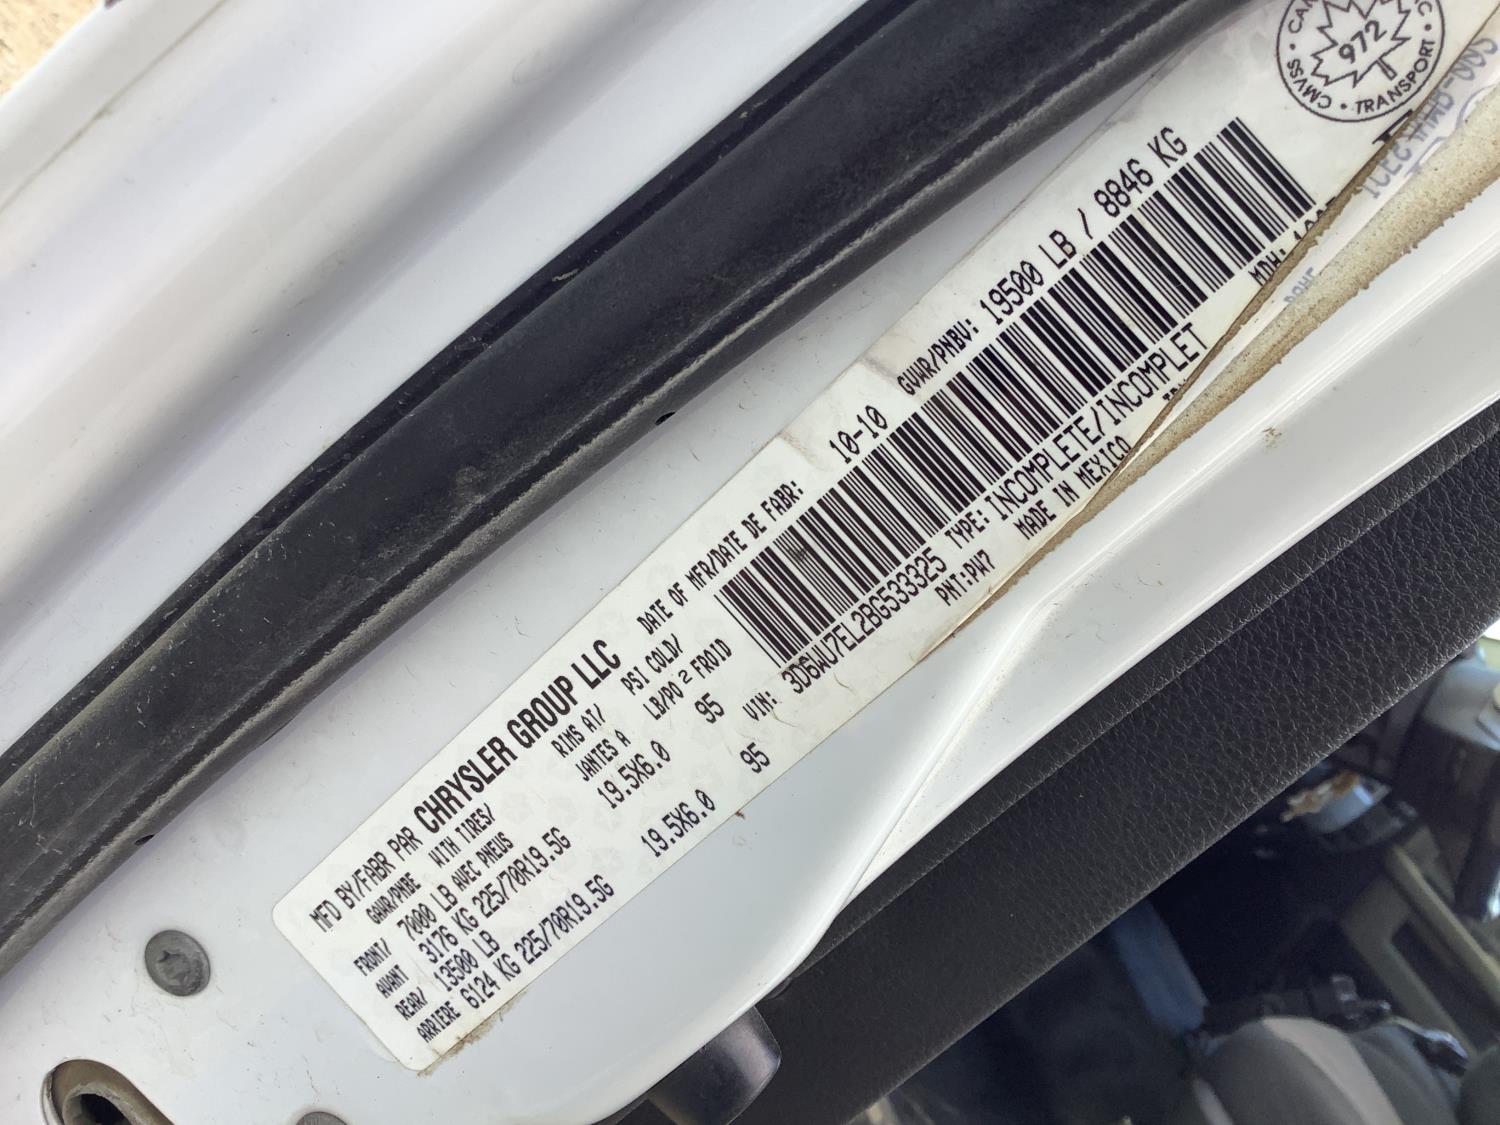 MFD BY/FABR PAR CHRYSLER GROUP LLC
DATE OF MFR/DATE DE FABR: 10-10
GVWR/PNBV: 19500 LB / 8846 KG
GAWR/PNBE
WITH TIRES/
AVEC PNEUS
RIMS AT/
JANTES A
PSI COLD/
LB/PO 2 FROID
FRONT/ 7000 LB
AVANT 3176 KG 225/70R19.5G 19.5X6.0 95
REAR/ 13500 LB
ARRIERE 6124 KG 225/70R19.5G 19.5X6.0 95
VIN: 3D6WU7EL2BG533325 TYPE: INCOMPLETE/INCOMPLET
PNT:PW7 MADE IN MEXICO
MDH:
972
CMVSS
TRANSPORT